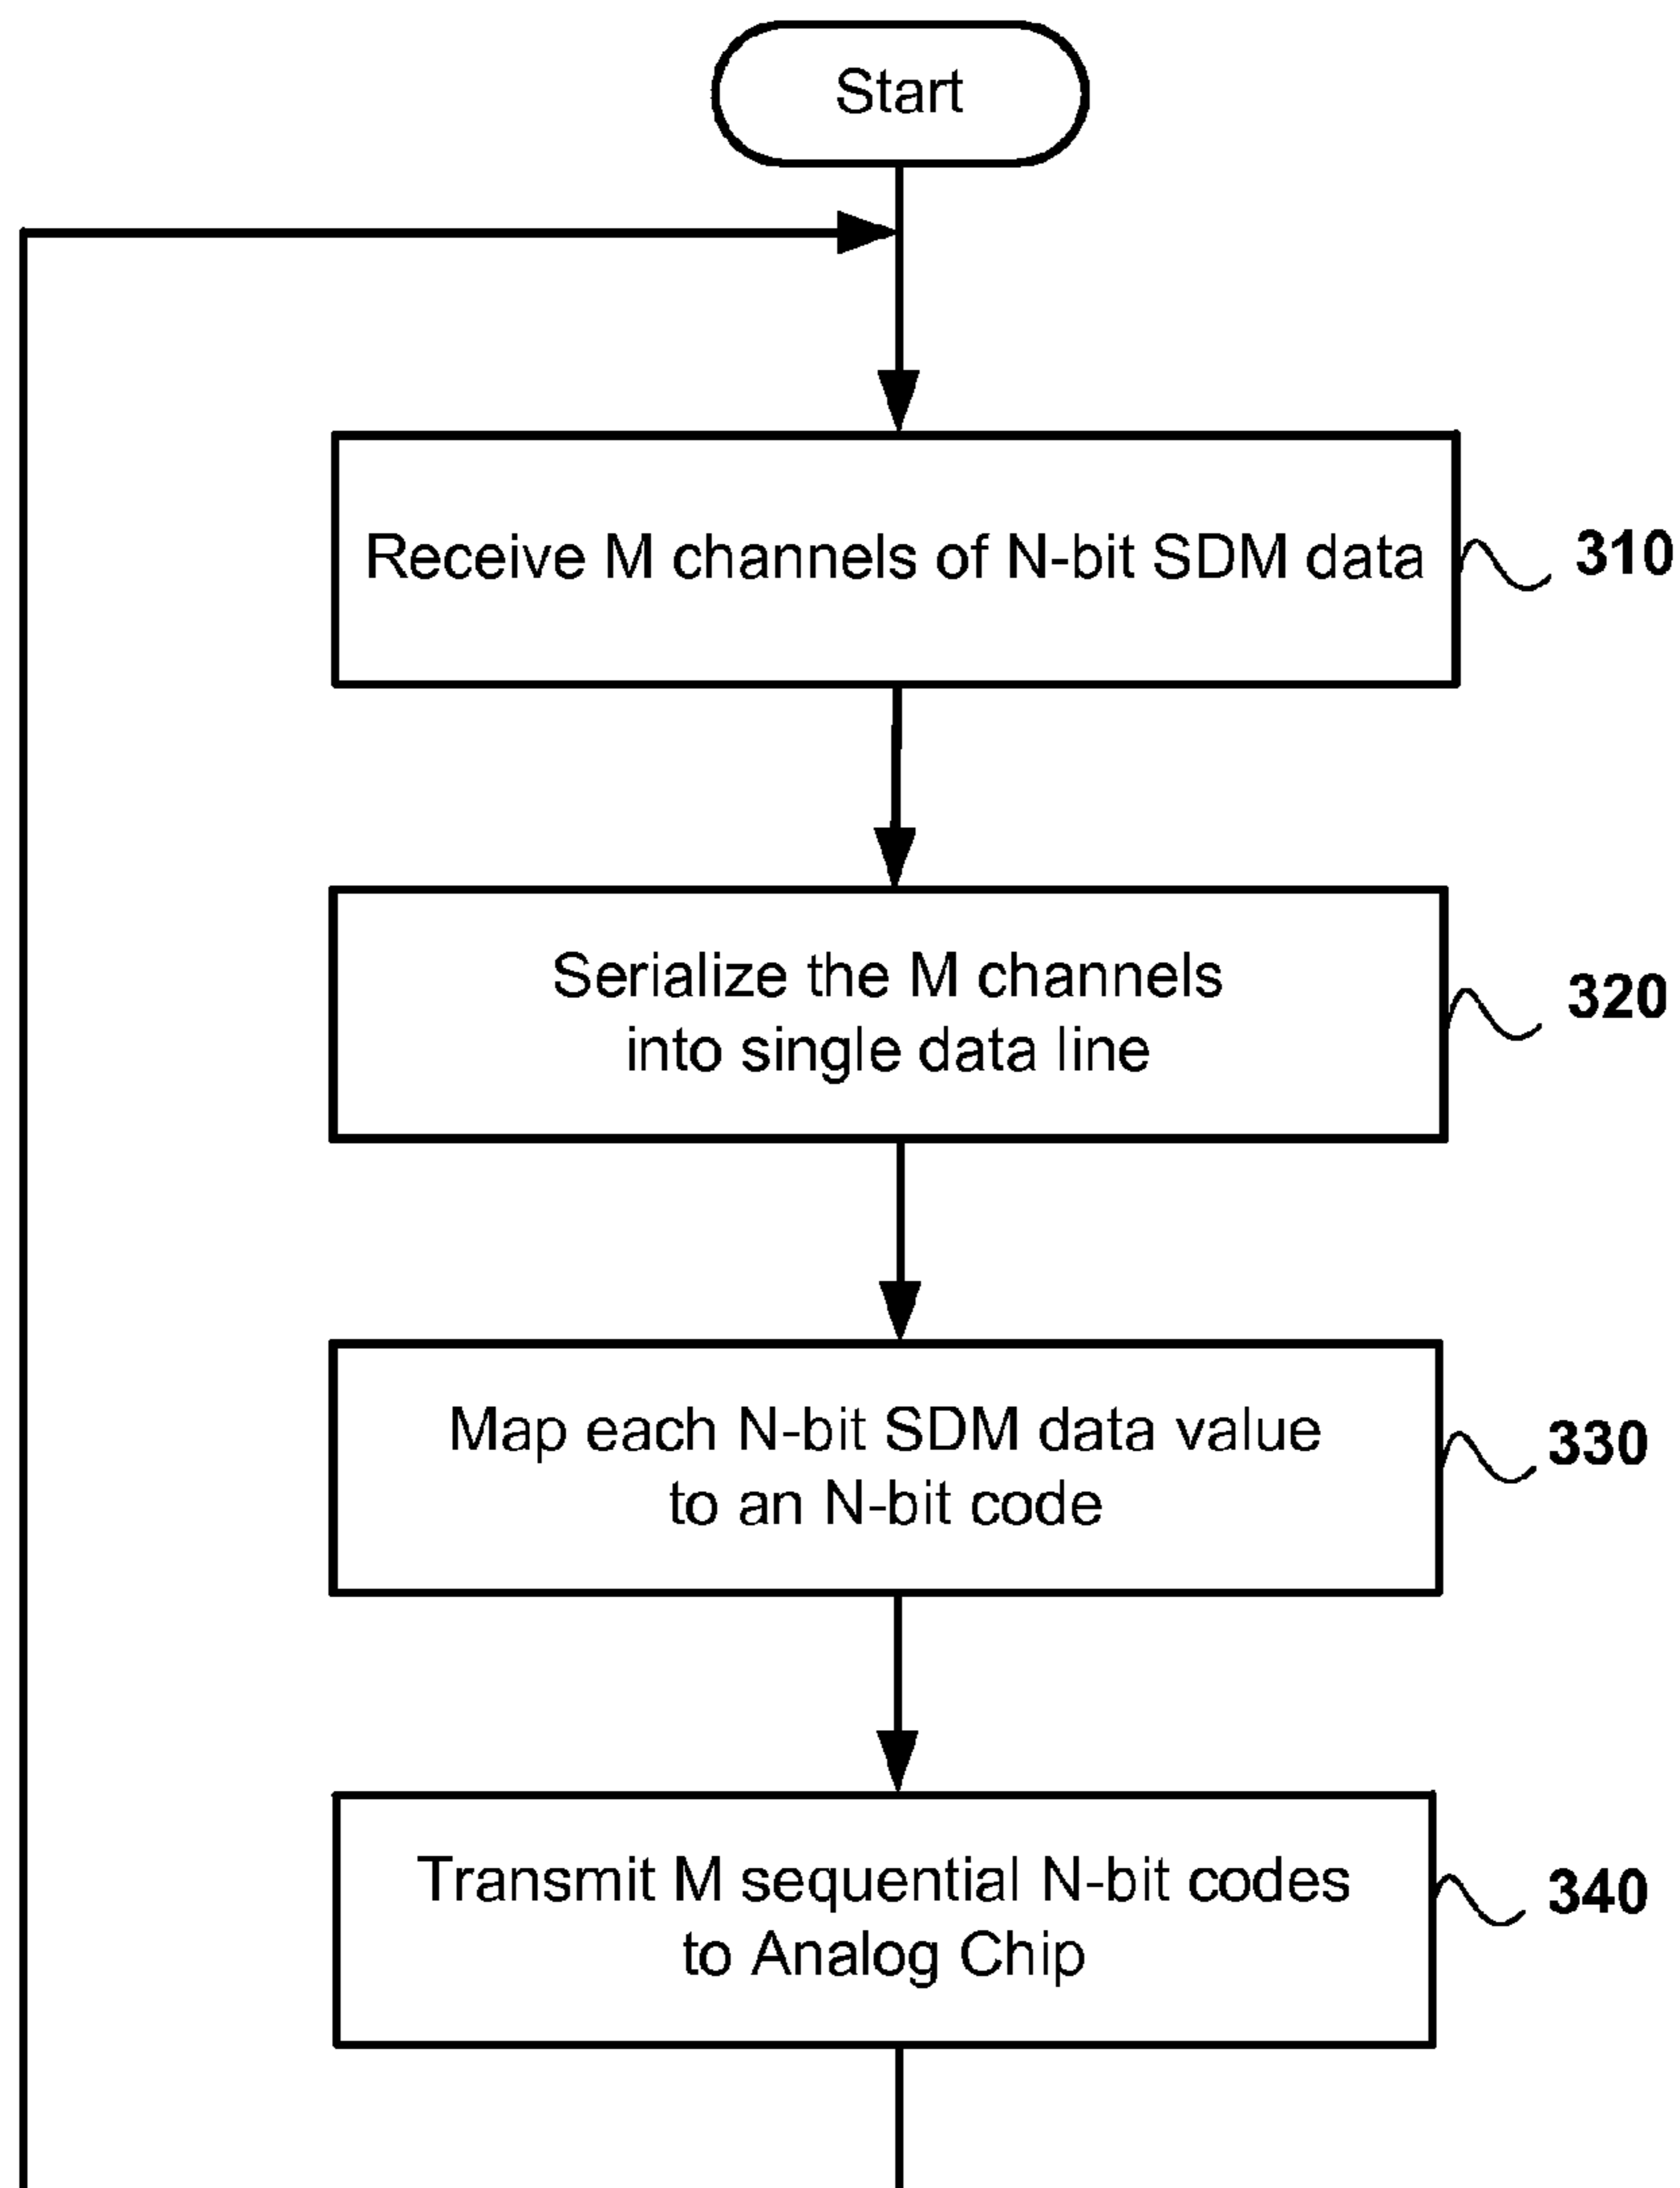 Start
Receive M channels of N-bit SDM data
310
Serialize the M channels
into single data line
320
Map each N-bit SDM data value
to an N-bit code
330
Transmit M sequential N-bit codes
to Analog Chip
340